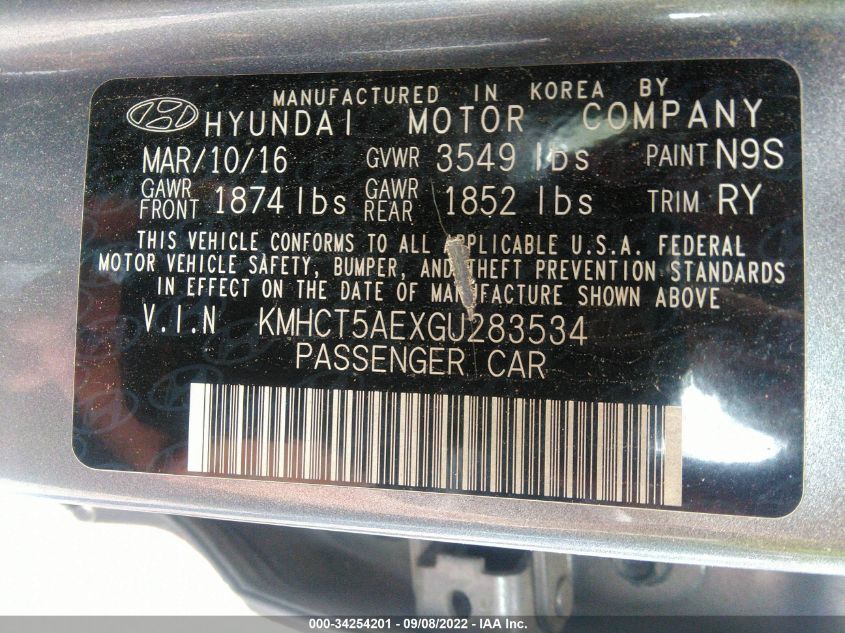 MANUFACTURED IN KOREA BY
HYUNDAI MOTOR COMPANY
MAR/10/16 GVWR 3549 lbs PAINT N9S
GAWR FRONT 1874 lbs GAWR REAR 1852 lbs TRIM RY
THIS VEHICLE CONFORMS TO ALL APPLICABLE U.S.A. FEDERAL
MOTOR VEHICLE SAFETY, BUMPER, AND THEFT PREVENTION STANDARDS
IN EFFECT ON THE DATE OF MANUFACTURE SHOWN ABOVE
V.I.N KMHCT5AEXGU283534
PASSENGER CAR
000-34254201 - 09/08/2022 - IAA Inc.